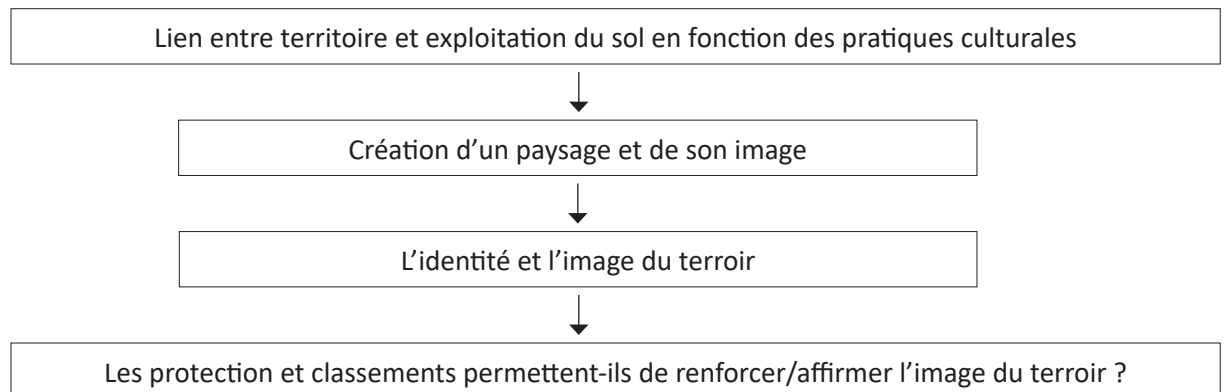 Lien entre territoire et exploitation du sol en fonction des pratiques culturales
Création d’un paysage et de son image
L’identité et l’image du terroir
Les protection et classements permettent-ils de renforcer/affirmer l’image du terroir ?